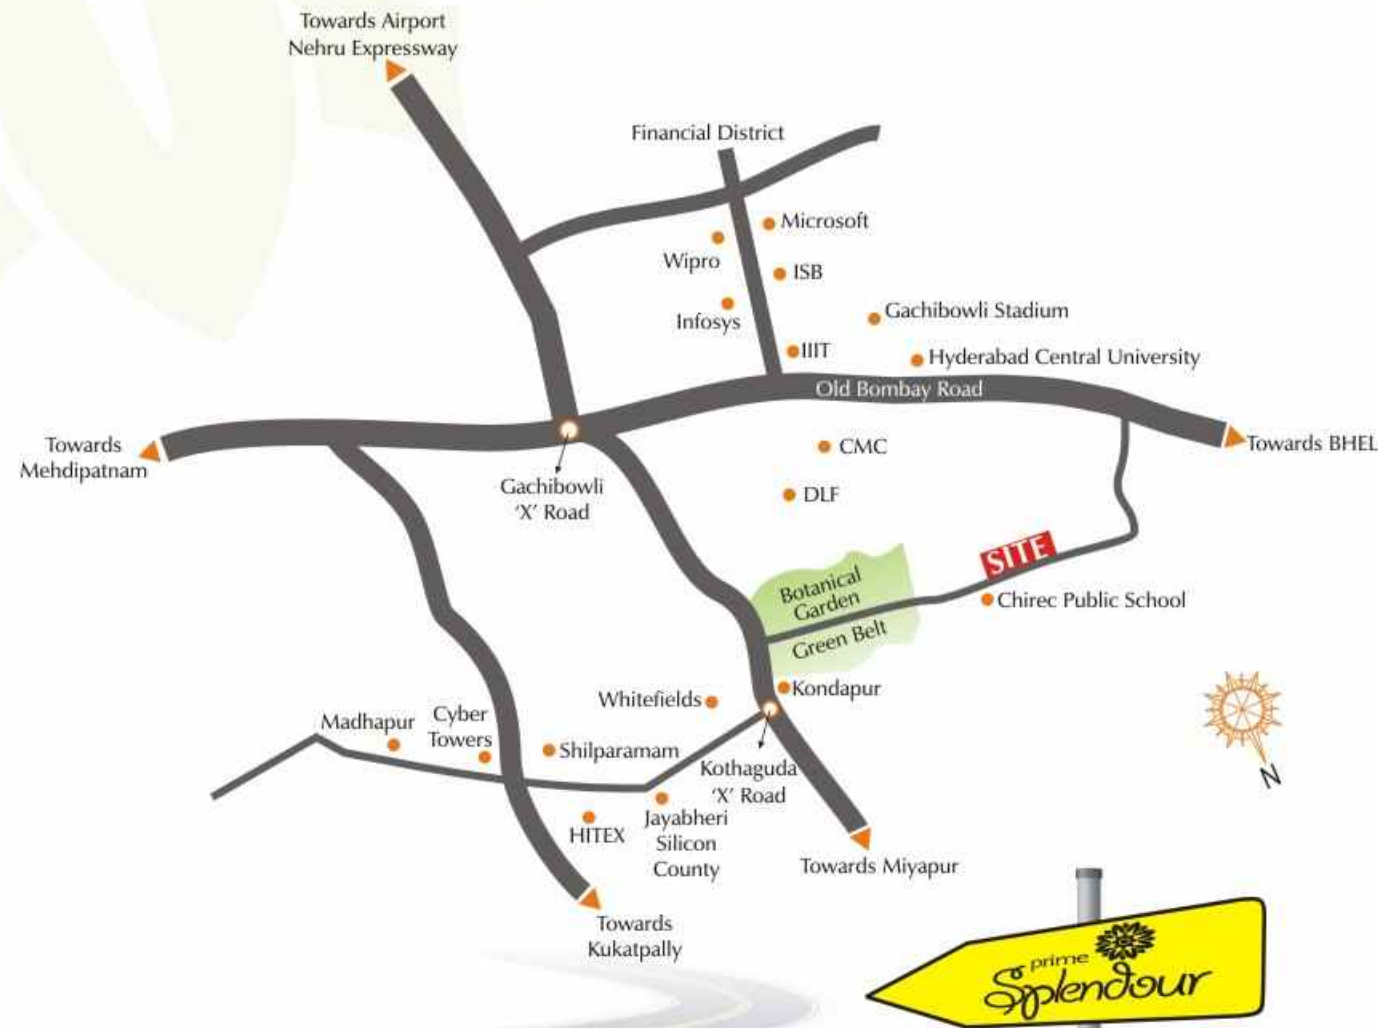 Towards Airport
Nehru Expressway
Financial District
Microsoft
Wipro
ISB
Infosys
Gachibowli Stadium
IIIT
Hyderabad Central University
Old Bombay Road
Towards
Mehdipatnam
Towards BHEL
CMC
Gachibowli
‘X’ Road
DLF
SITE
Botanical
Garden
Chirec Public School
Green Belt
Kondapur
Whitefields
Madhapur
Cyber
Towers
Shilparamam
Kothaguda
‘X’ Road
N
HITEX
Jayabheri
Silicon
County
Towards Miyapur
Towards
Kukatpally
prime
Splendour